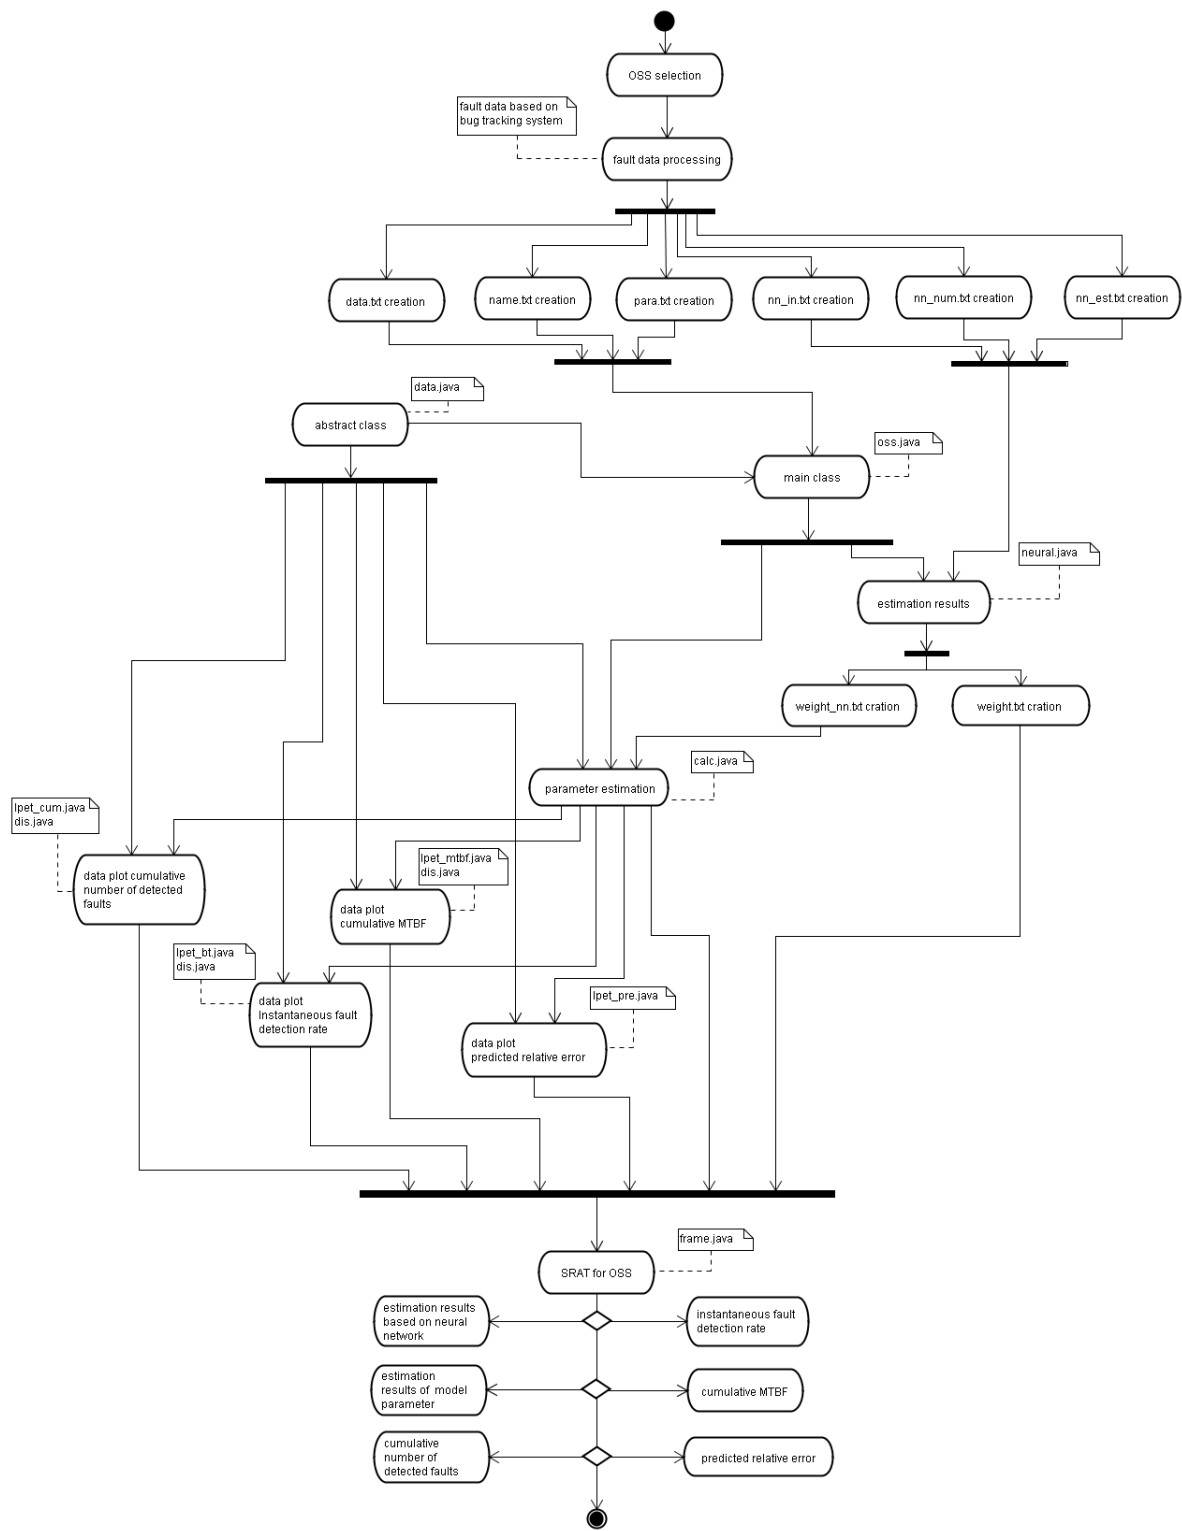 OSS selection
fault data based on
bug tracking system
fault data processing
data.txt creation
name.txt creation
para.txt creation
nn_in.txt creation
nn_num.txt creation
nn_est.txt creation
data.java
abstract class
oss.java
main class
neural.java
estimation results
weight_nn.txt cration
weight.txt cration
calc.java
parameter estimation
lpet_cum.java
dis.java
data plot cumulative
number of detected
faults
lpet_mtbf.java
dis.java
data plot
cumulative MTBF
lpet_bt.java
dis.java
data plot
Instantaneous fault
detection rate
lpet_pre.java
data plot
predicted relative error
frame.java
SRAT for OSS
estimation results
based on neural
network
instantaneous fault
detection rate
estimation
results of model
parameter
cumulative MTBF
cumulative
number of
detected faults
predicted relative error